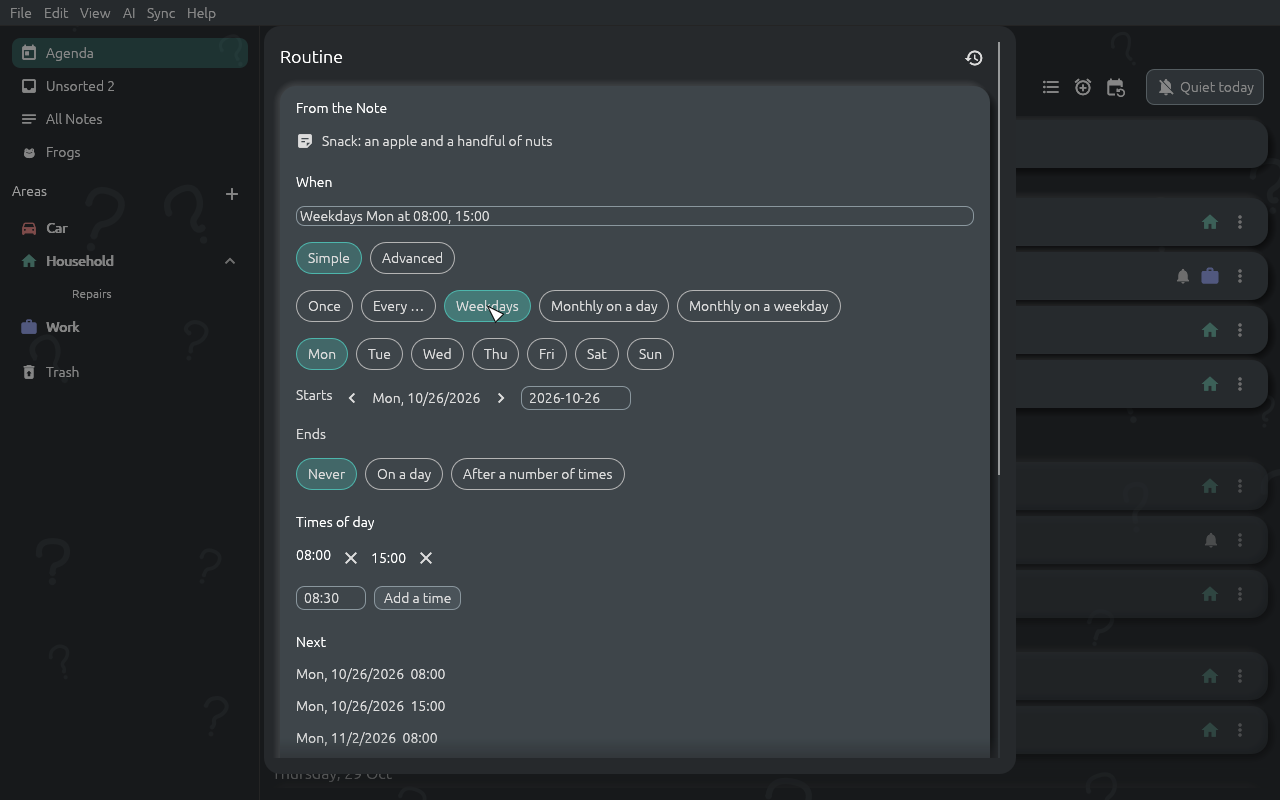 File Edit View AI Sync Help
Agenda
Unsorted 2
All Notes
Frogs
Areas
Car
Household
Repairs
Work
Trash
Quiet today
Routine
From the Note
Snack: an apple and a handful of nuts
When
Weekdays Mon at 08:00, 15:00
Simple Advanced
Once Every ... Weekdays Monthly on a day Monthly on a weekday
Mon Tue Wed Thu Fri Sat Sun
Starts Mon, 10/26/2026 2026-10-26
Ends
Never On a day After a number of times
Times of day
08:00 15:00
08:30 Add a time
Next
Mon, 10/26/2026 08:00
Mon, 10/26/2026 15:00
Mon, 11/2/2026 08:00
Thursday, 29 Oct